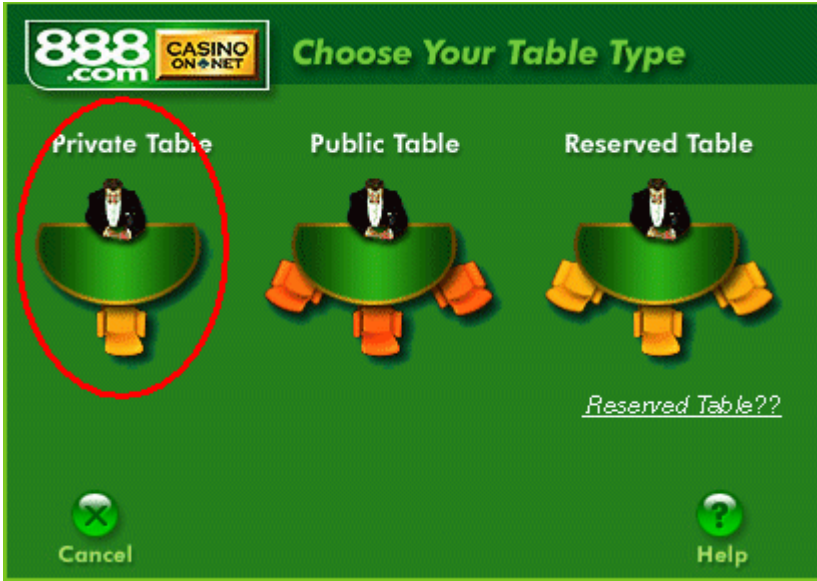 888
.com
CASINO
ON♠NET
Choose Your Table Type
Private Table
Public Table
Reserved Table
Reserved Table??
Cancel
Help